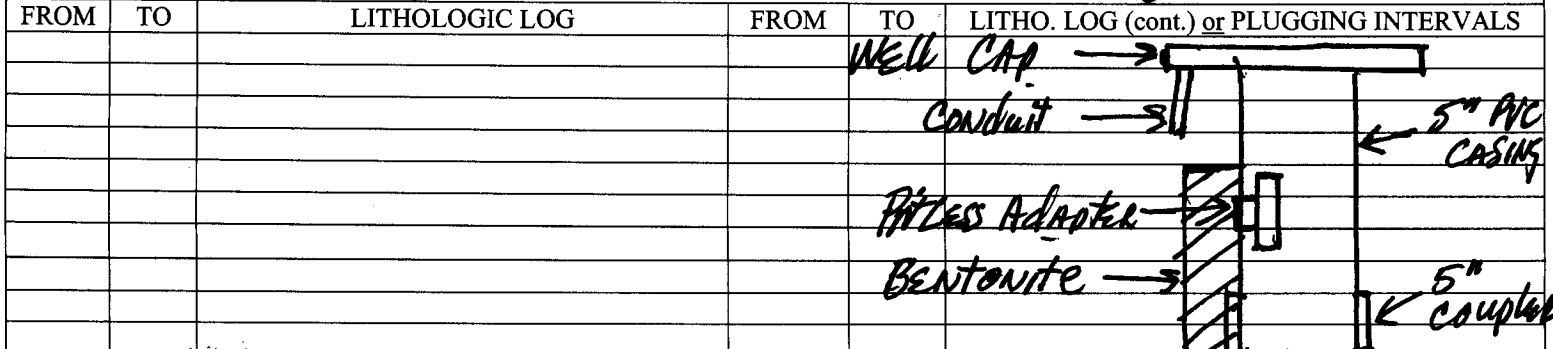 FROM TO LITHOLOGIC LOG FROM TO LITHO. LOG (cont.) or PLUGGING INTERVALS
WEll CAP
Conduit
5" PVC
CASING
PitLESS AdAPtER
BENTONITE
5"
Coupler